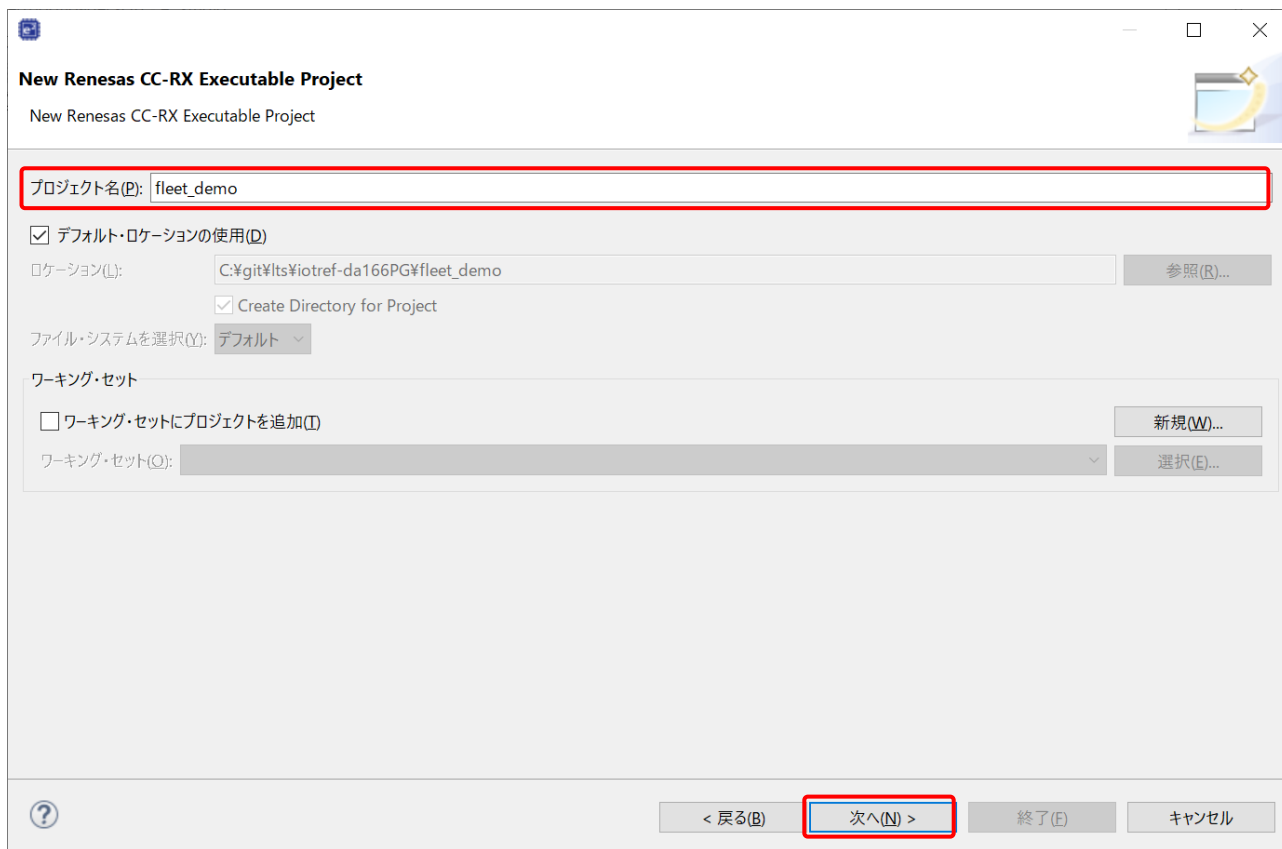 New Renesas CC-RX Executable Project
New Renesas CC-RX Executable Project
プロジェクト名(P): fleet_demo
デフォルト・ロケーションの使用(D)
ロケーション(L): C:¥git¥lts¥iotref-da166PG¥fleet_demo 参照(R)...
Create Directory for Project
ファイル・システムを選択(Y): デフォルト
ワーキング・セット
ワーキング・セットにプロジェクトを追加(T) 新規(W)...
ワーキング・セット(O): 選択(E)...
? < 戻る(B) 次へ(N) > 終了(F) キャンセル